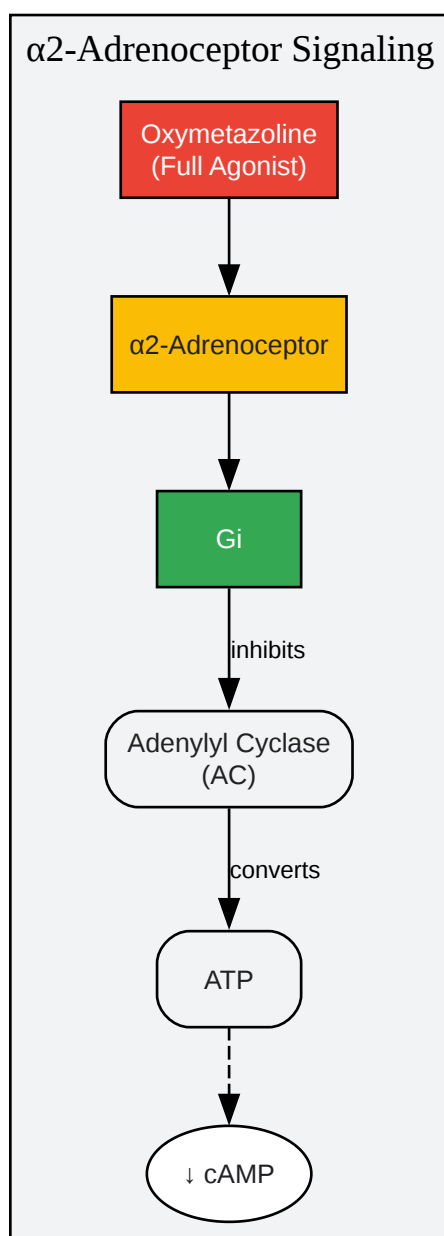 α2-Adrenoceptor Signaling
Oxymetazoline
(Full Agonist)
α2-Adrenoceptor
Gi
inhibits
Adenylyl Cyclase
(AC)
converts
ATP
↓ cAMP